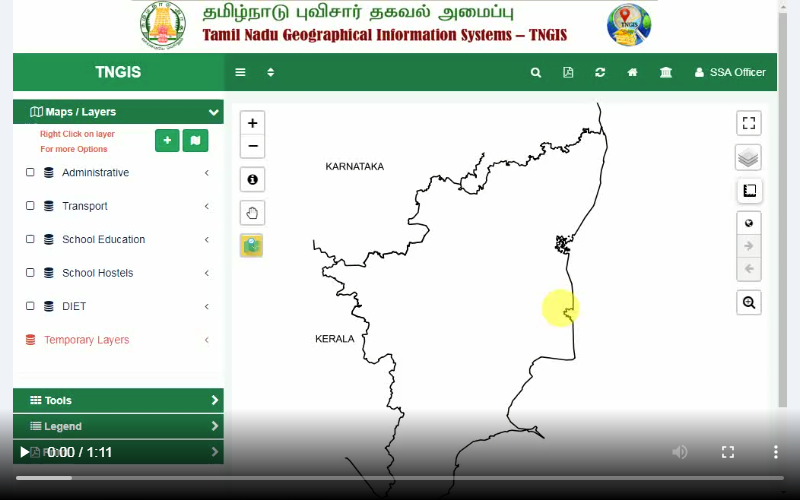 தமிழ்நாடு புவிசார் தகவல் அமைப்பு
Tamil Nadu Geographical Information Systems – TNGIS
TNGIS
TNGIS
SSA Officer
Maps / Layers
Right Click on layer
For more Options
Administrative
Transport
School Education
School Hostels
DIET
Temporary Layers
Tools
Legend
0:00 / 1:11
KARNATAKA
KERALA